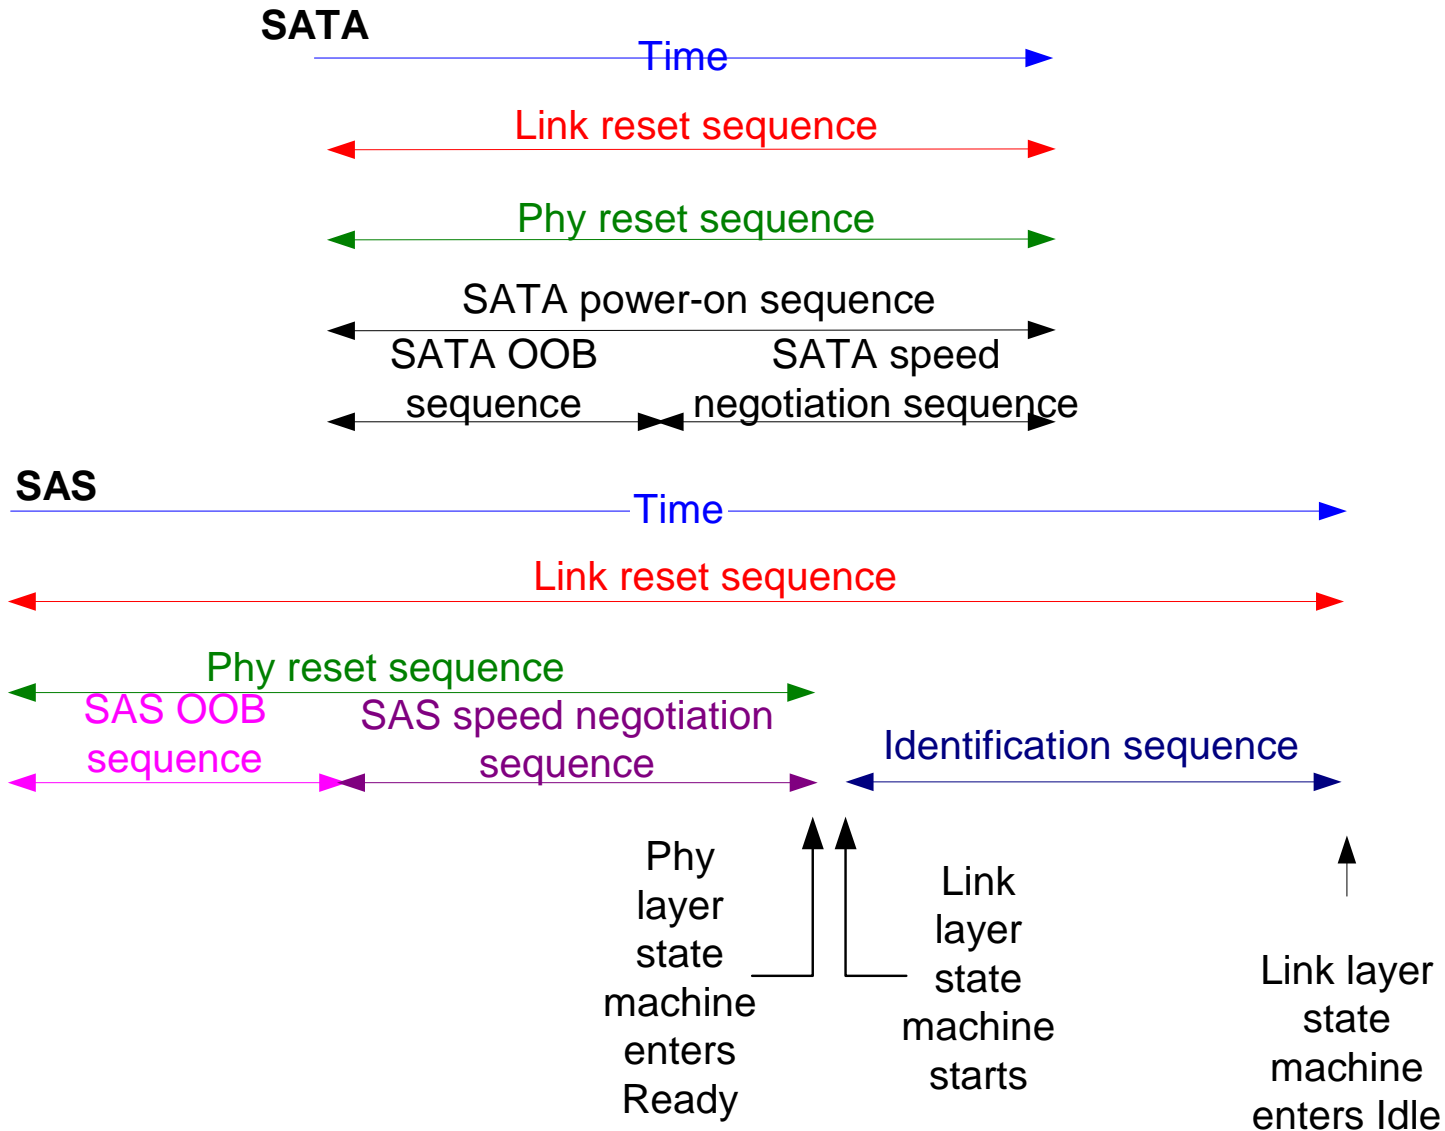 SATA
Time
Link reset sequence
Phy reset sequence
SATA power-on sequence
SATA OOB
sequence
SATA speed
negotiation sequence
SAS
Time
Link reset sequence
Phy reset sequence
SAS OOB
sequence
SAS speed negotiation
sequence
Identification sequence
Phy
layer
state
machine
enters
Ready
Link
layer
state
machine
starts
Link layer
state
machine
enters Idle